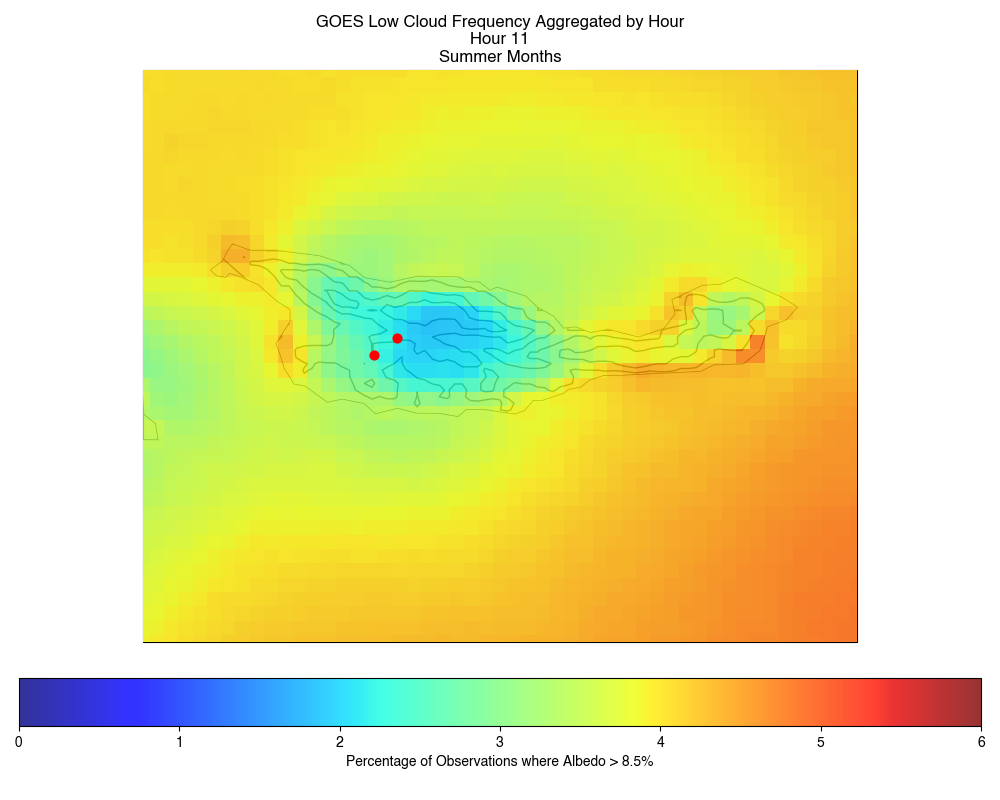 GOES Low Cloud Frequency Aggregated by Hour
Hour 11
Summer Months
0 1 2 3 4 5 6
Percentage of Observations where Albedo > 8.5%